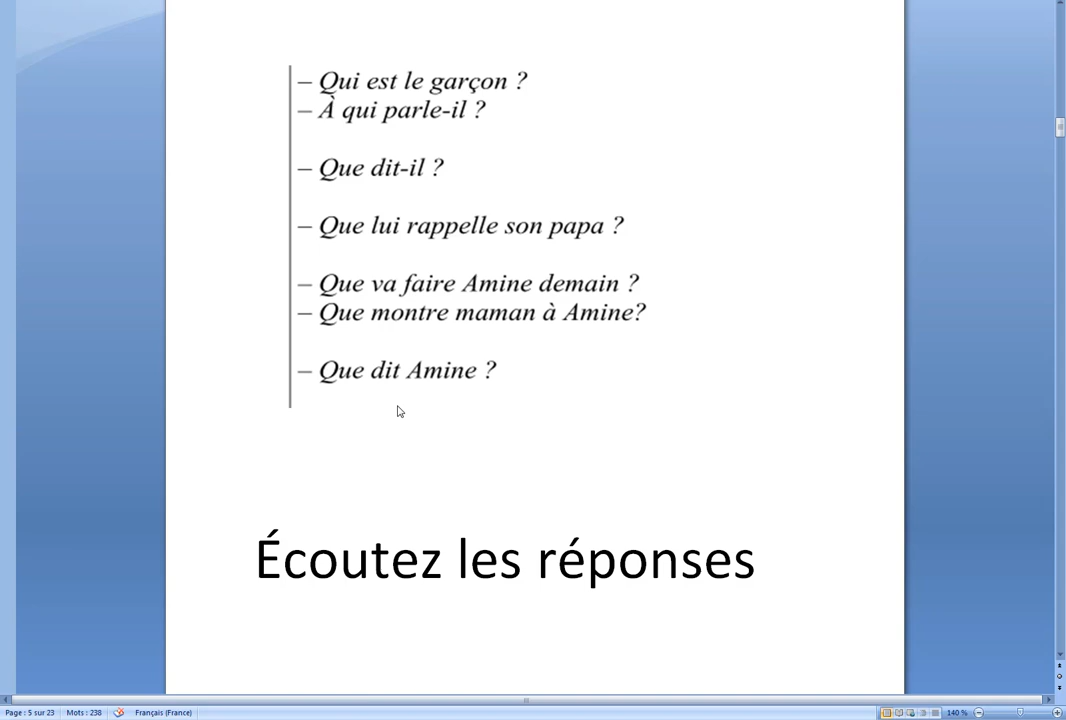 – Qui est le garçon ?
– À qui parle-il ?
– Que dit-il ?
– Que lui rappelle son papa ?
– Que va faire Amine demain ?
– Que montre maman à Amine?
– Que dit Amine ?
Écoutez les réponses
Page : 5 sur 23 Mots : 238 Français (France) 140 %